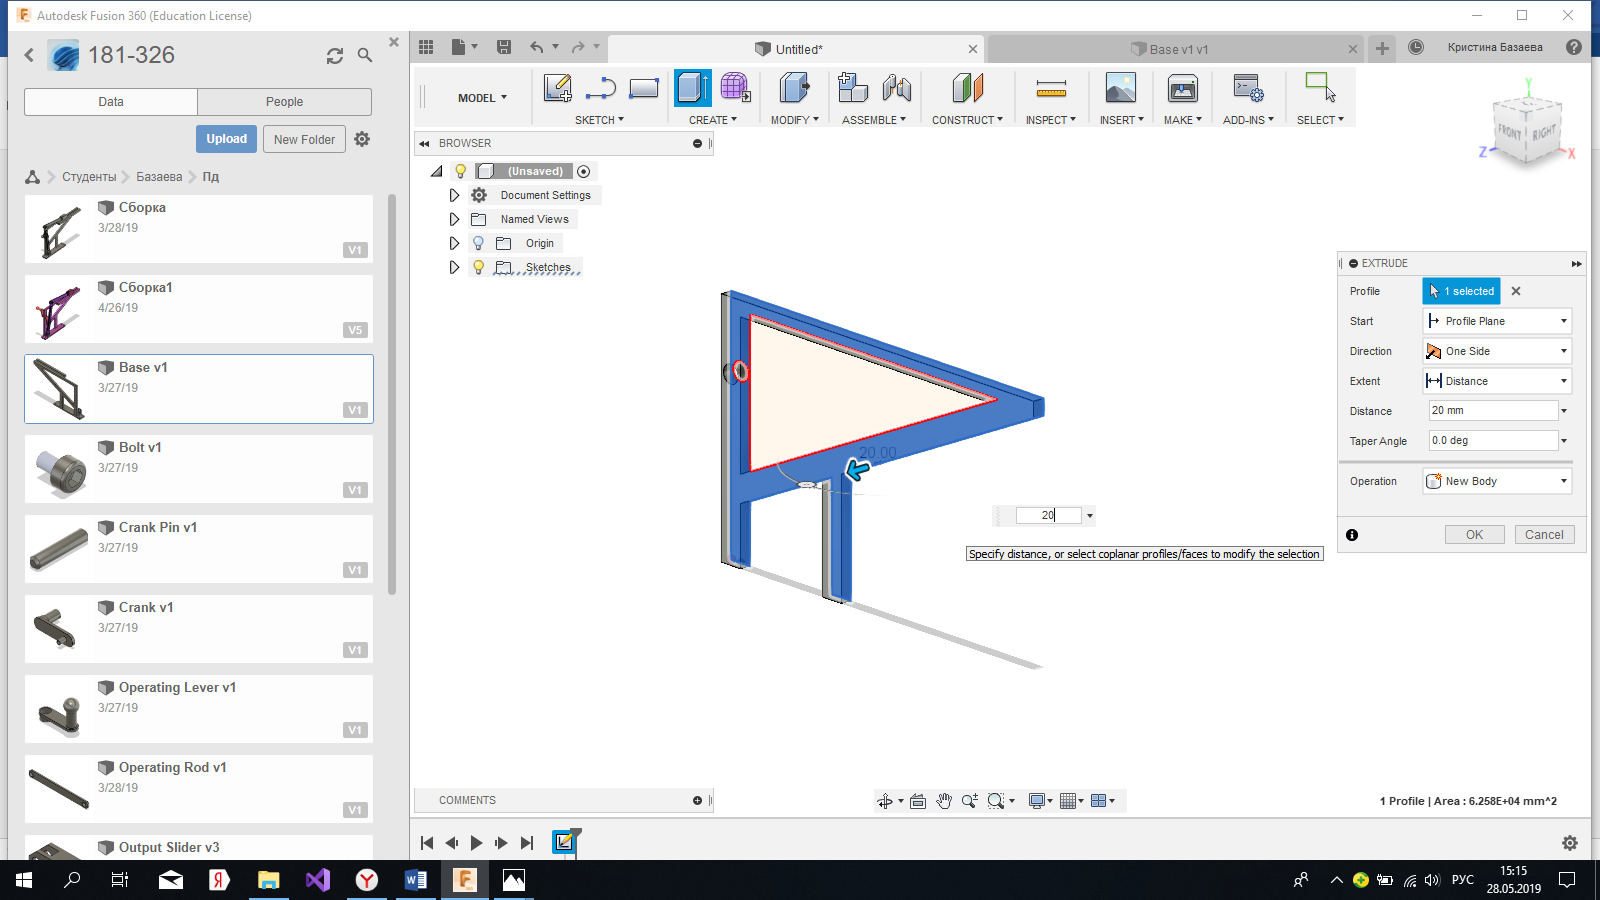 Autodesk Fusion 360 (Education License)
181-326
Data
People
Upload
New Folder
Студенты
Базаева
Пд
Сборка
3/28/19
V1
Сборка1
4/26/19
V5
Base v1
3/27/19
V1
Bolt v1
3/27/19
V1
Crank Pin v1
3/27/19
V1
Crank v1
3/27/19
V1
Operating Lever v1
3/27/19
V1
Operating Rod v1
3/28/19
V1
Output Slider v3
Untitled*
Base v1 v1
Кристина Базаева
MODEL
SKETCH
CREATE
MODIFY
ASSEMBLE
CONSTRUCT
INSPECT
INSERT
MAKE
ADD-INS
SELECT
BROWSER
(Unsaved)
Document Settings
Named Views
Origin
Sketches
Y
FRONT
RIGHT
Z
X
20.00
20
Specify distance, or select coplanar profiles/faces to modify the selection
EXTRUDE
Profile
1 selected
Start
Profile Plane
Direction
One Side
Extent
Distance
Distance
20 mm
Taper Angle
0.0 deg
Operation
New Body
OK
Cancel
COMMENTS
1 Profile | Area : 6.258E+04 mm^2
РУС
15:15
28.05.2019